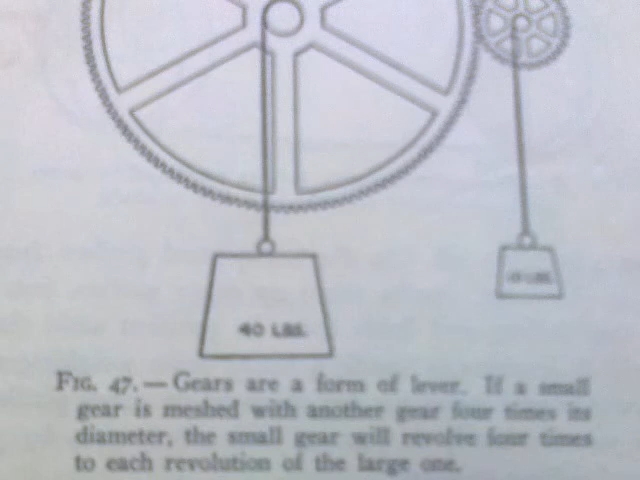 40 LBS.
FIG. 47.—Gears are a form of lever. If a small
gear is meshed with another gear four times its
diameter, the small gear will revolve four times
to each revolution of the large one.